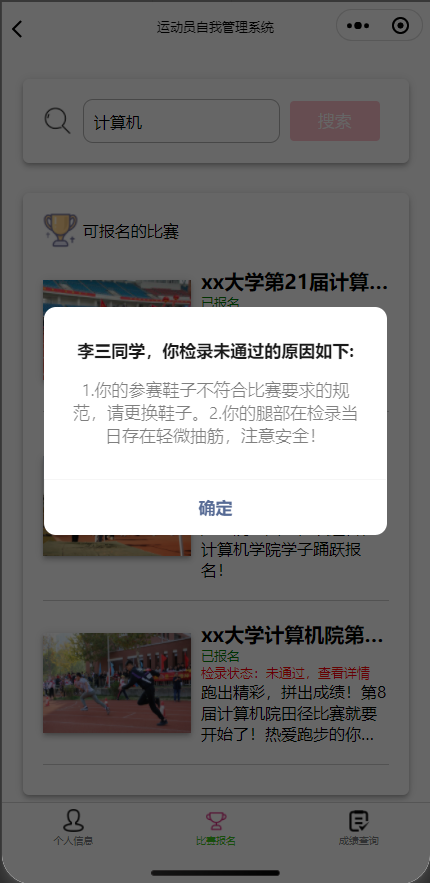 运动员自我管理系统
计算机
搜索
可报名的比赛
xx大学第21届计算...
已报名
李三同学，你检录未通过的原因如下:
1.你的参赛鞋子不符合比赛要求的规
范，请更换鞋子。2.你的腿部在检录当
日存在轻微抽筋，注意安全！
确定
计算机学院学子踊跃报
名！
xx大学计算机院第...
已报名
检录状态：未通过，查看详情
跑出精彩，拼出成绩！第8
届计算机院田径比赛就要
开始了！热爱跑步的你...
个人信息
比赛报名
成绩查询